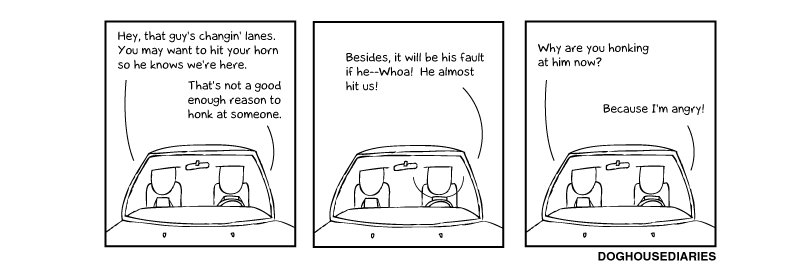 Hey, that guy's changin' lanes.
You may want to hit your horn
so he knows we're here.
That's not a good
enough reason to
honk at someone.
Besides, it will be his fault
if he--Whoa! He almost
hit us!
Why are you honking
at him now?
Because I'm angry!
DOGHOUSEDIARIES